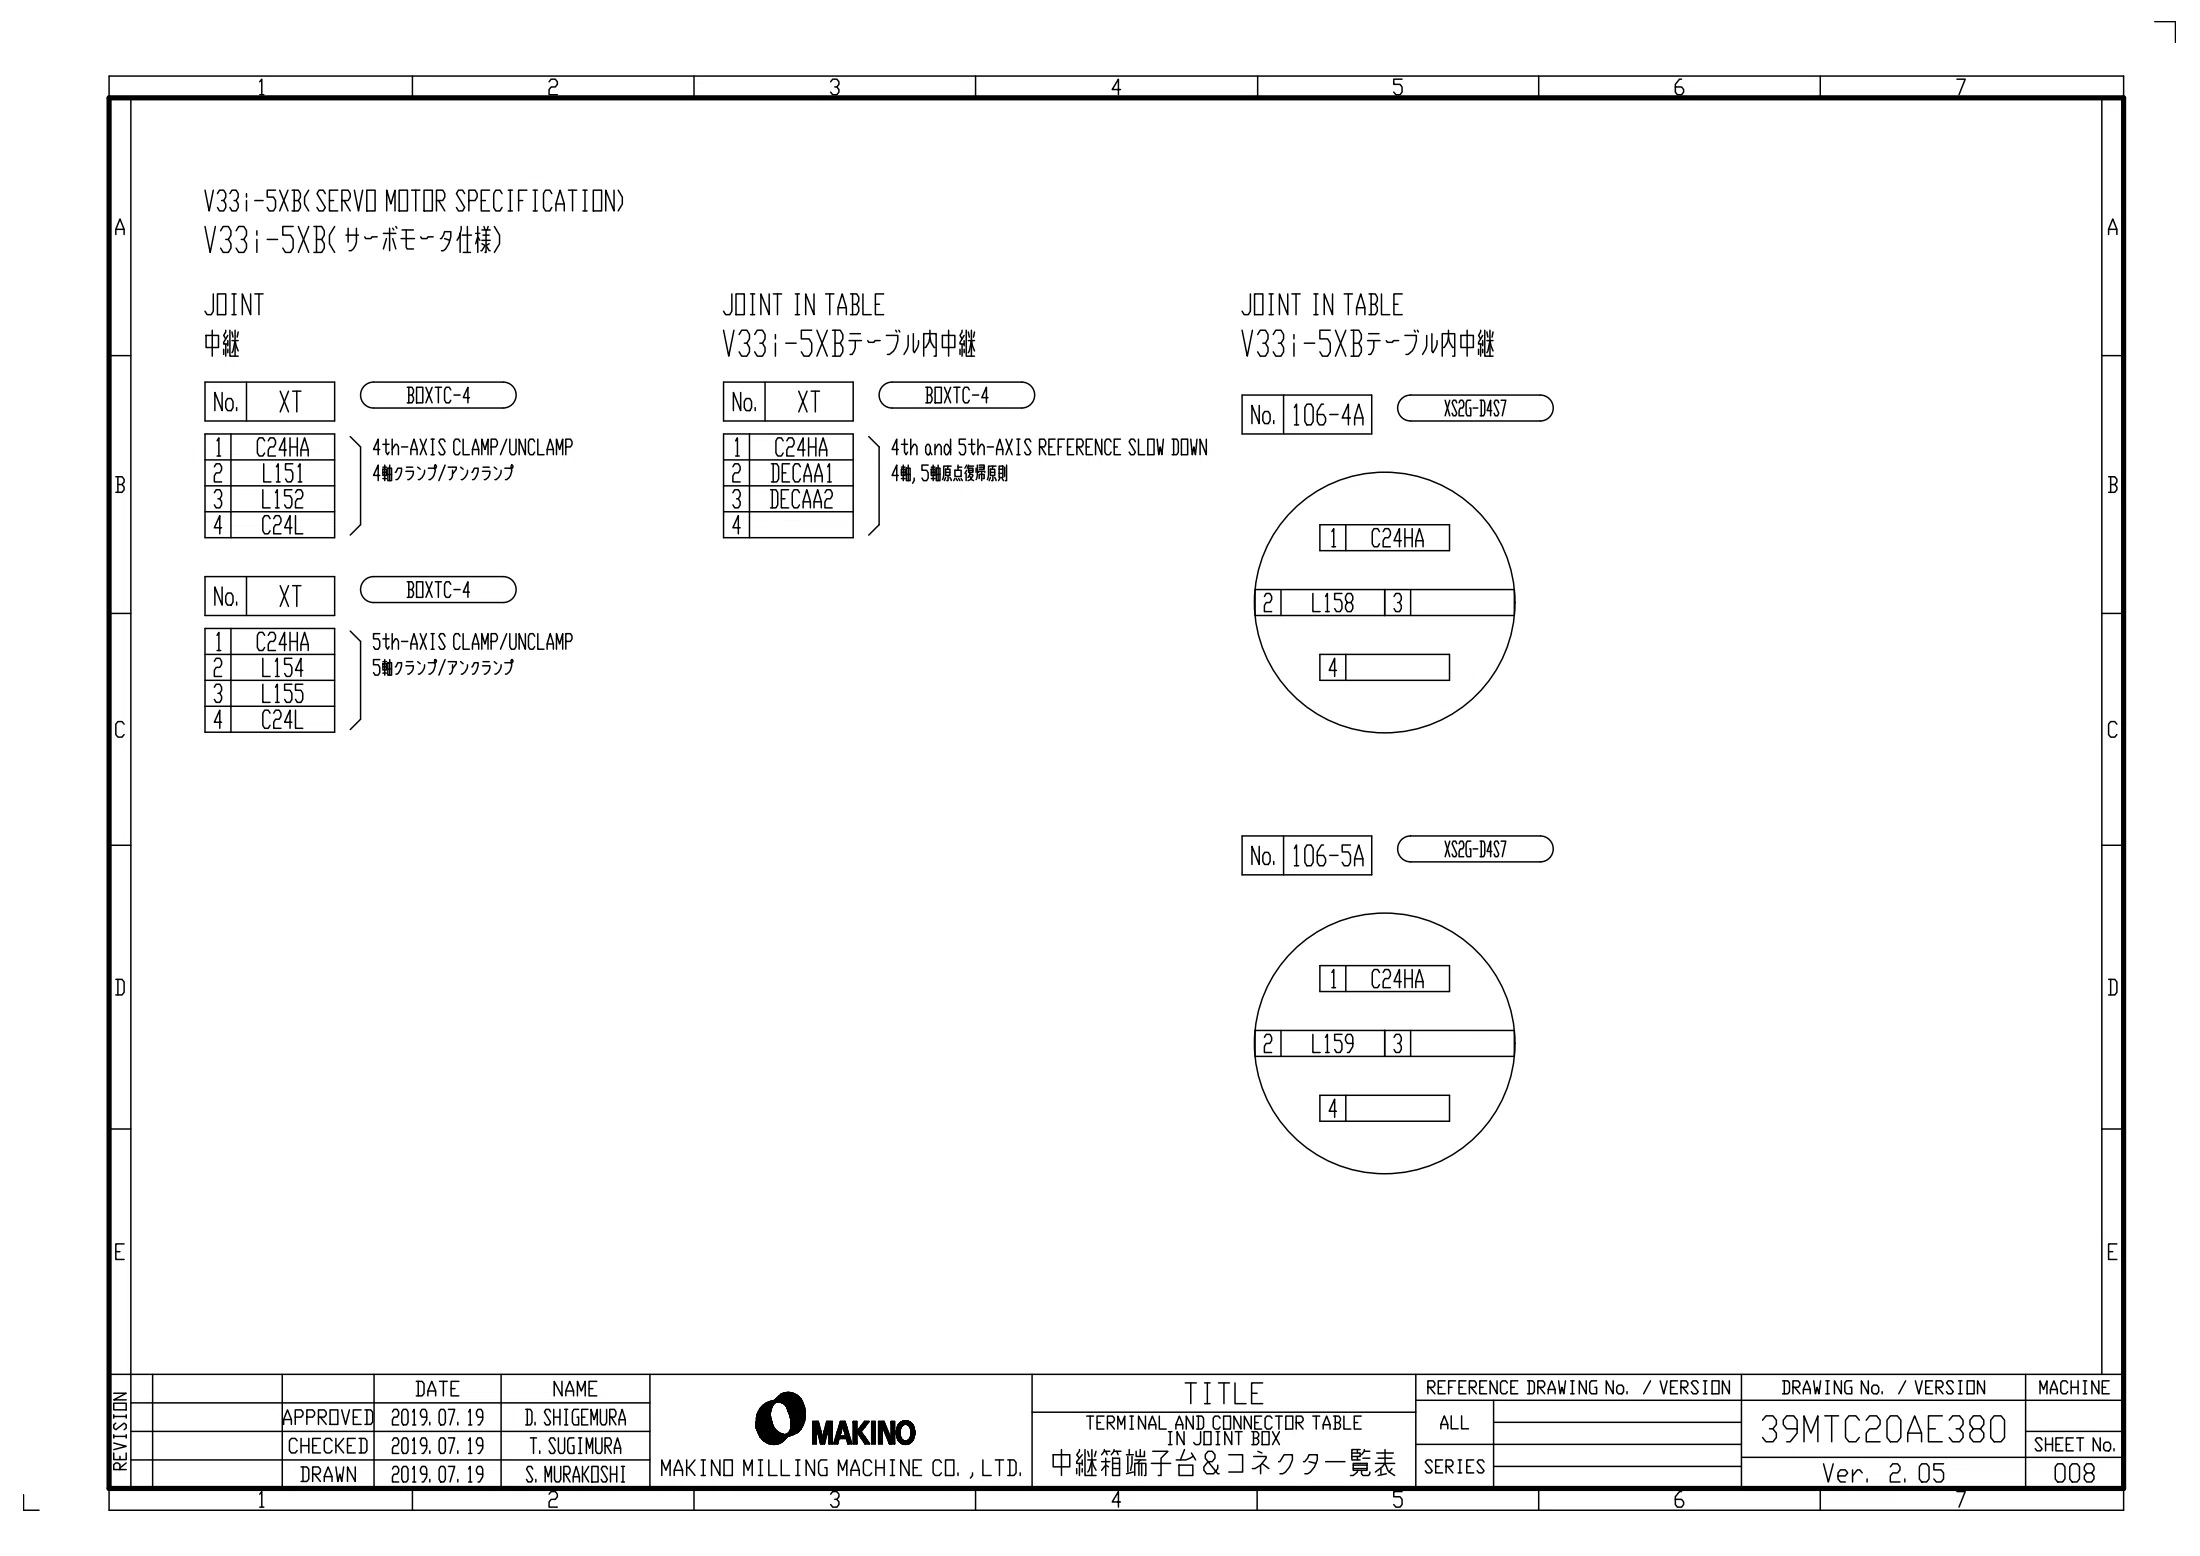 1 2 3 4 5 6 7
A A
B B
C C
D D
E E
V33i-5XB(SERVO MOTOR SPECIFICATION)
V33i-5XB(サーボモータ仕様)
JOINT
中継
No. XT BOXTC-4
1 C24HA
2 L151
3 L152
4 C24L
4th-AXIS CLAMP/UNCLAMP
4軸クランプ/アンクランプ
No. XT BOXTC-4
1 C24HA
2 L154
3 L155
4 C24L
5th-AXIS CLAMP/UNCLAMP
5軸クランプ/アンクランプ
JOINT IN TABLE
V33i-5XBテーブル内中継
No. XT BOXTC-4
1 C24HA
2 DECAA1
3 DECAA2
4
4th and 5th-AXIS REFERENCE SLOW DOWN
4軸, 5軸原点復帰原則
JOINT IN TABLE
V33i-5XBテーブル内中継
No. 106-4A XS2G-D4S7
1 C24HA
2 L158 3
4
No. 106-5A XS2G-D4S7
1 C24HA
2 L159 3
4
REVISION
DATE NAME
APPROVED 2019.07.19 D. SHIGEMURA
CHECKED 2019.07.19 T. SUGIMURA
DRAWN 2019.07.19 S. MURAKOSHI
MAKINO
MAKINO MILLING MACHINE CO.,LTD.
TITLE
TERMINAL AND CONNECTOR TABLE
IN JOINT BOX
中継箱端子台&コネクタ一覧表
REFERENCE DRAWING No. / VERSION
ALL
SERIES
DRAWING No. / VERSION
39MTC20AE380
Ver. 2.05
MACHINE
SHEET No.
008
1 2 3 4 5 6 7